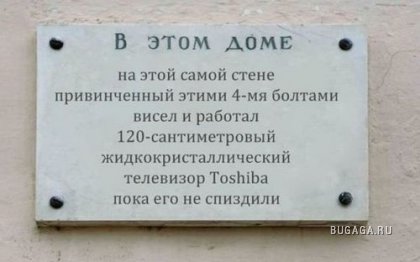 В ЭТОМ ДОМЕ
на этой самой стене
привинченный этими 4-мя болтами
висел и работал
120-сантиметровый
жидкокристаллический
телевизор Toshiba
пока его не спиздили
BUGAGA.RU